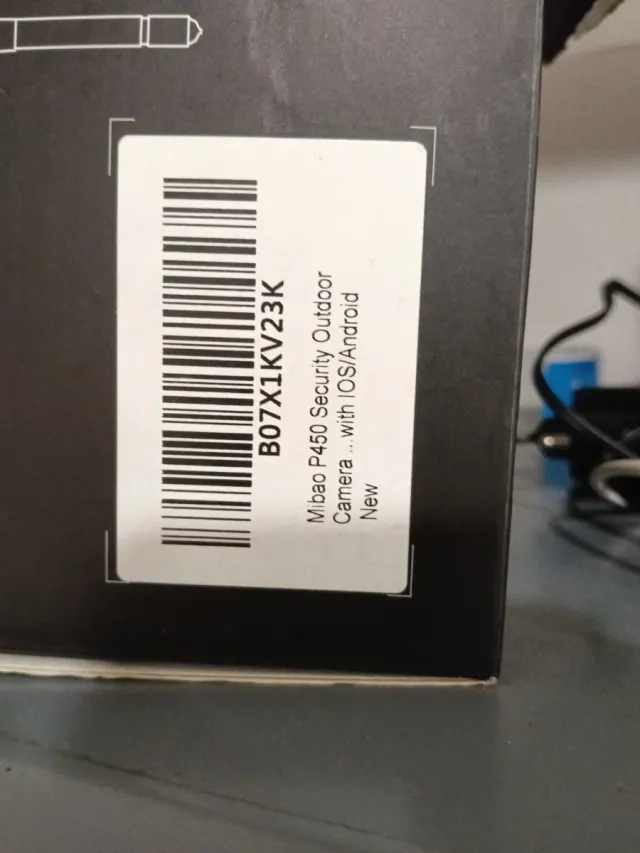 B07X1KV23K
Mibao P450 Security Outdoor
Camera ...with IOS/Android
New